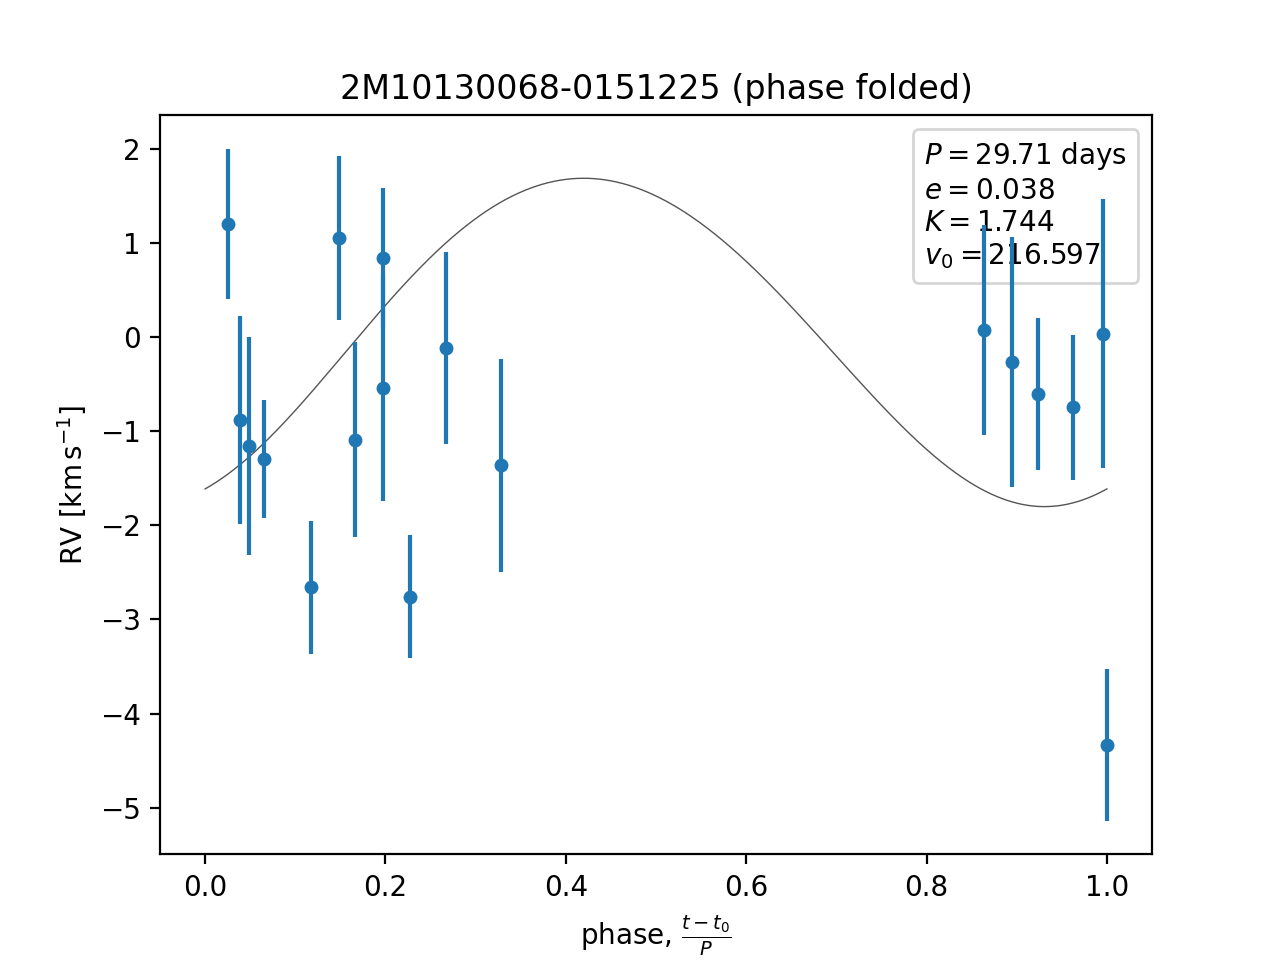 2M10130068-0151225 (phase folded)
P = 29.71 days
e = 0.038
K = 1.744
v₀ = 216.597
2
1
0
−1
−2
−3
−4
−5
RV [km s⁻¹]
0.0 0.2 0.4 0.6 0.8 1.0
phase, (t − t₀)/P